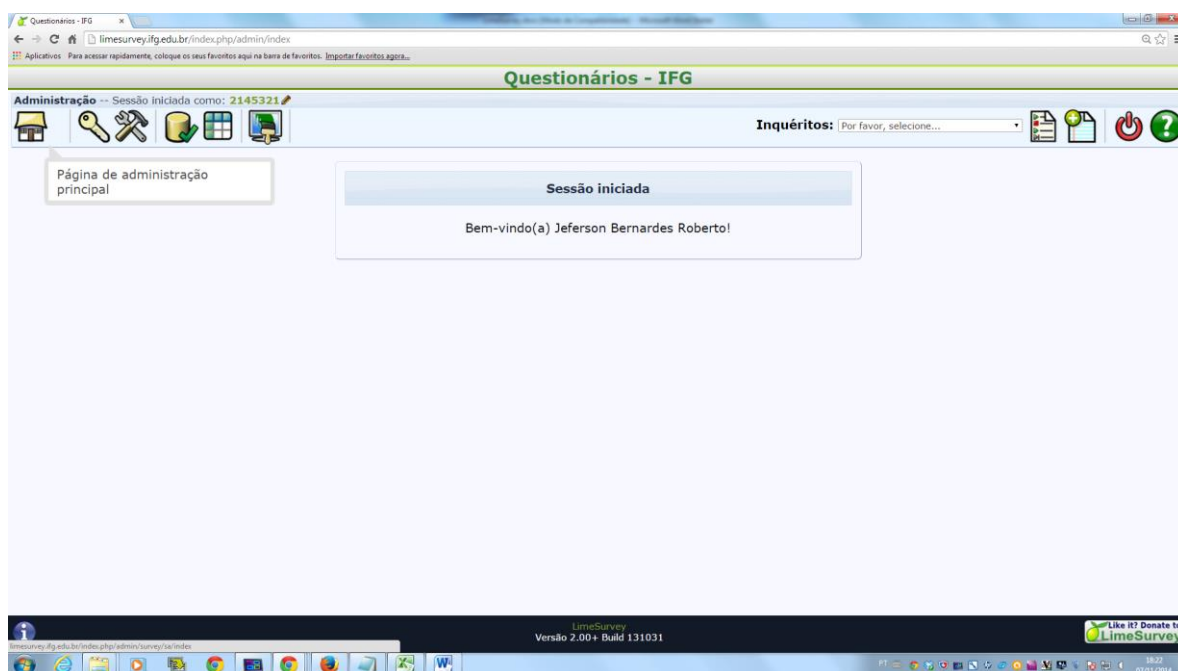 Questionários - IFG
limesurvey.ifg.edu.br/index.php/admin/index
Aplicativos Para acessar rapidamente, coloque os seus favoritos aqui na barra de favoritos. Importar favoritos agora...
Questionários - IFG
Administração -- Sessão iniciada como: 2145321
Inquéritos: Por favor, selecione...
Página de administração
principal
Sessão iniciada
Bem-vindo(a) Jeferson Bernardes Roberto!
LimeSurvey
Versão 2.00+ Build 131031
Like it? Donate to
LimeSurvey
limesurvey.ifg.edu.br/index.php/admin/survey/sa/index
PT
18:22